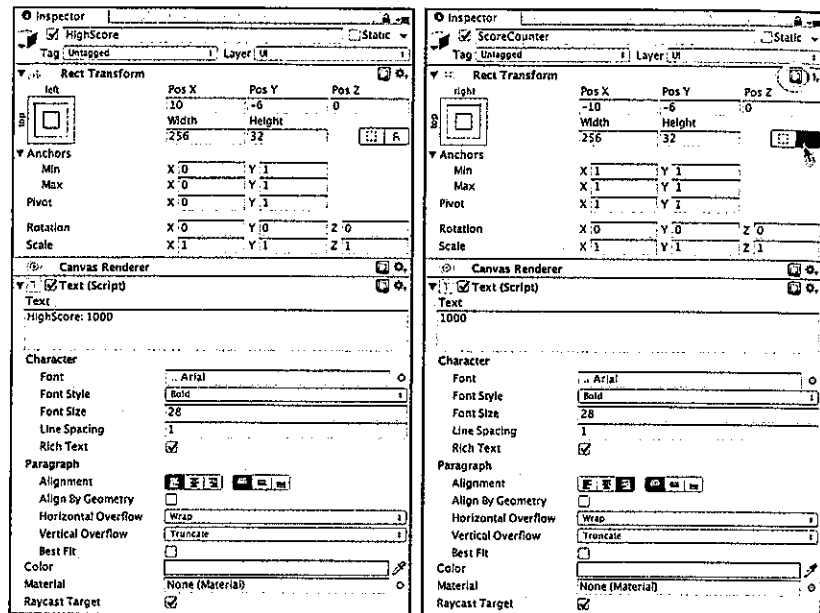 Inspector
HighScore Static
Tag Untagged Layer UI
Rect Transform
left Pos X Pos Y Pos Z
top 10 -6 0
Width Height
256 32 R
Anchors
Min X 0 Y 1
Max X 0 Y 1
Pivot X 0 Y 1
Rotation X 0 Y 0 Z 0
Scale X 1 Y 1 Z 1
Canvas Renderer
Text (Script)
Text
HighScore: 1000
Character
Font Arial
Font Style Bold
Font Size 28
Line Spacing 1
Rich Text
Paragraph
Alignment
Align By Geometry
Horizontal Overflow Wrap
Vertical Overflow Truncate
Best Fit
Color
Material None (Material)
Raycast Target
Inspector
ScoreCounter Static
Tag Untagged Layer UI
Rect Transform
right Pos X Pos Y Pos Z
top -10 -6 0
Width Height
256 32
Anchors
Min X 1 Y 1
Max X 1 Y 1
Pivot X 1 Y 1
Rotation X 0 Y 0 Z 0
Scale X 1 Y 1 Z 1
Canvas Renderer
Text (Script)
Text
1000
Character
Font Arial
Font Style Bold
Font Size 28
Line Spacing 1
Rich Text
Paragraph
Alignment
Align By Geometry
Horizontal Overflow Wrap
Vertical Overflow Truncate
Best Fit
Color
Material None (Material)
Raycast Target